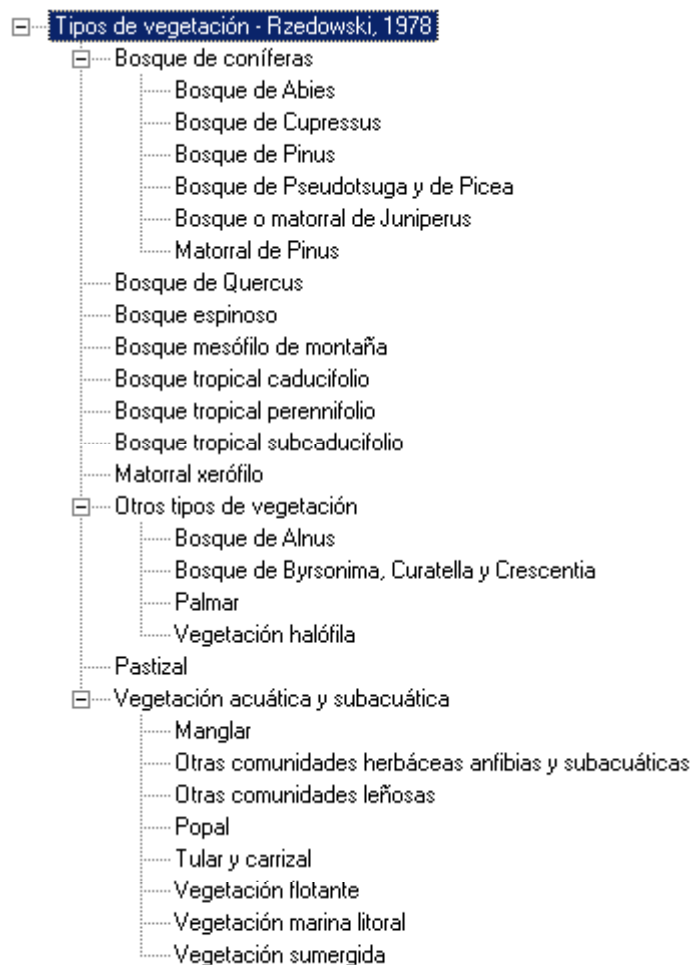 Tipos de vegetación - Rzedowski, 1978
Bosque de coníferas
Bosque de Abies
Bosque de Cupressus
Bosque de Pinus
Bosque de Pseudotsuga y de Picea
Bosque o matorral de Juniperus
Matorral de Pinus
Bosque de Quercus
Bosque espinoso
Bosque mesófilo de montaña
Bosque tropical caducifolio
Bosque tropical perennifolio
Bosque tropical subcaducifolio
Matorral xerófilo
Otros tipos de vegetación
Bosque de Alnus
Bosque de Byrsonima, Curatella y Crescentia
Palmar
Vegetación halófila
Pastizal
Vegetación acuática y subacuática
Manglar
Otras comunidades herbáceas anfibias y subacuáticas
Otras comunidades leñosas
Popal
Tular y carrizal
Vegetación flotante
Vegetación marina litoral
Vegetación sumergida